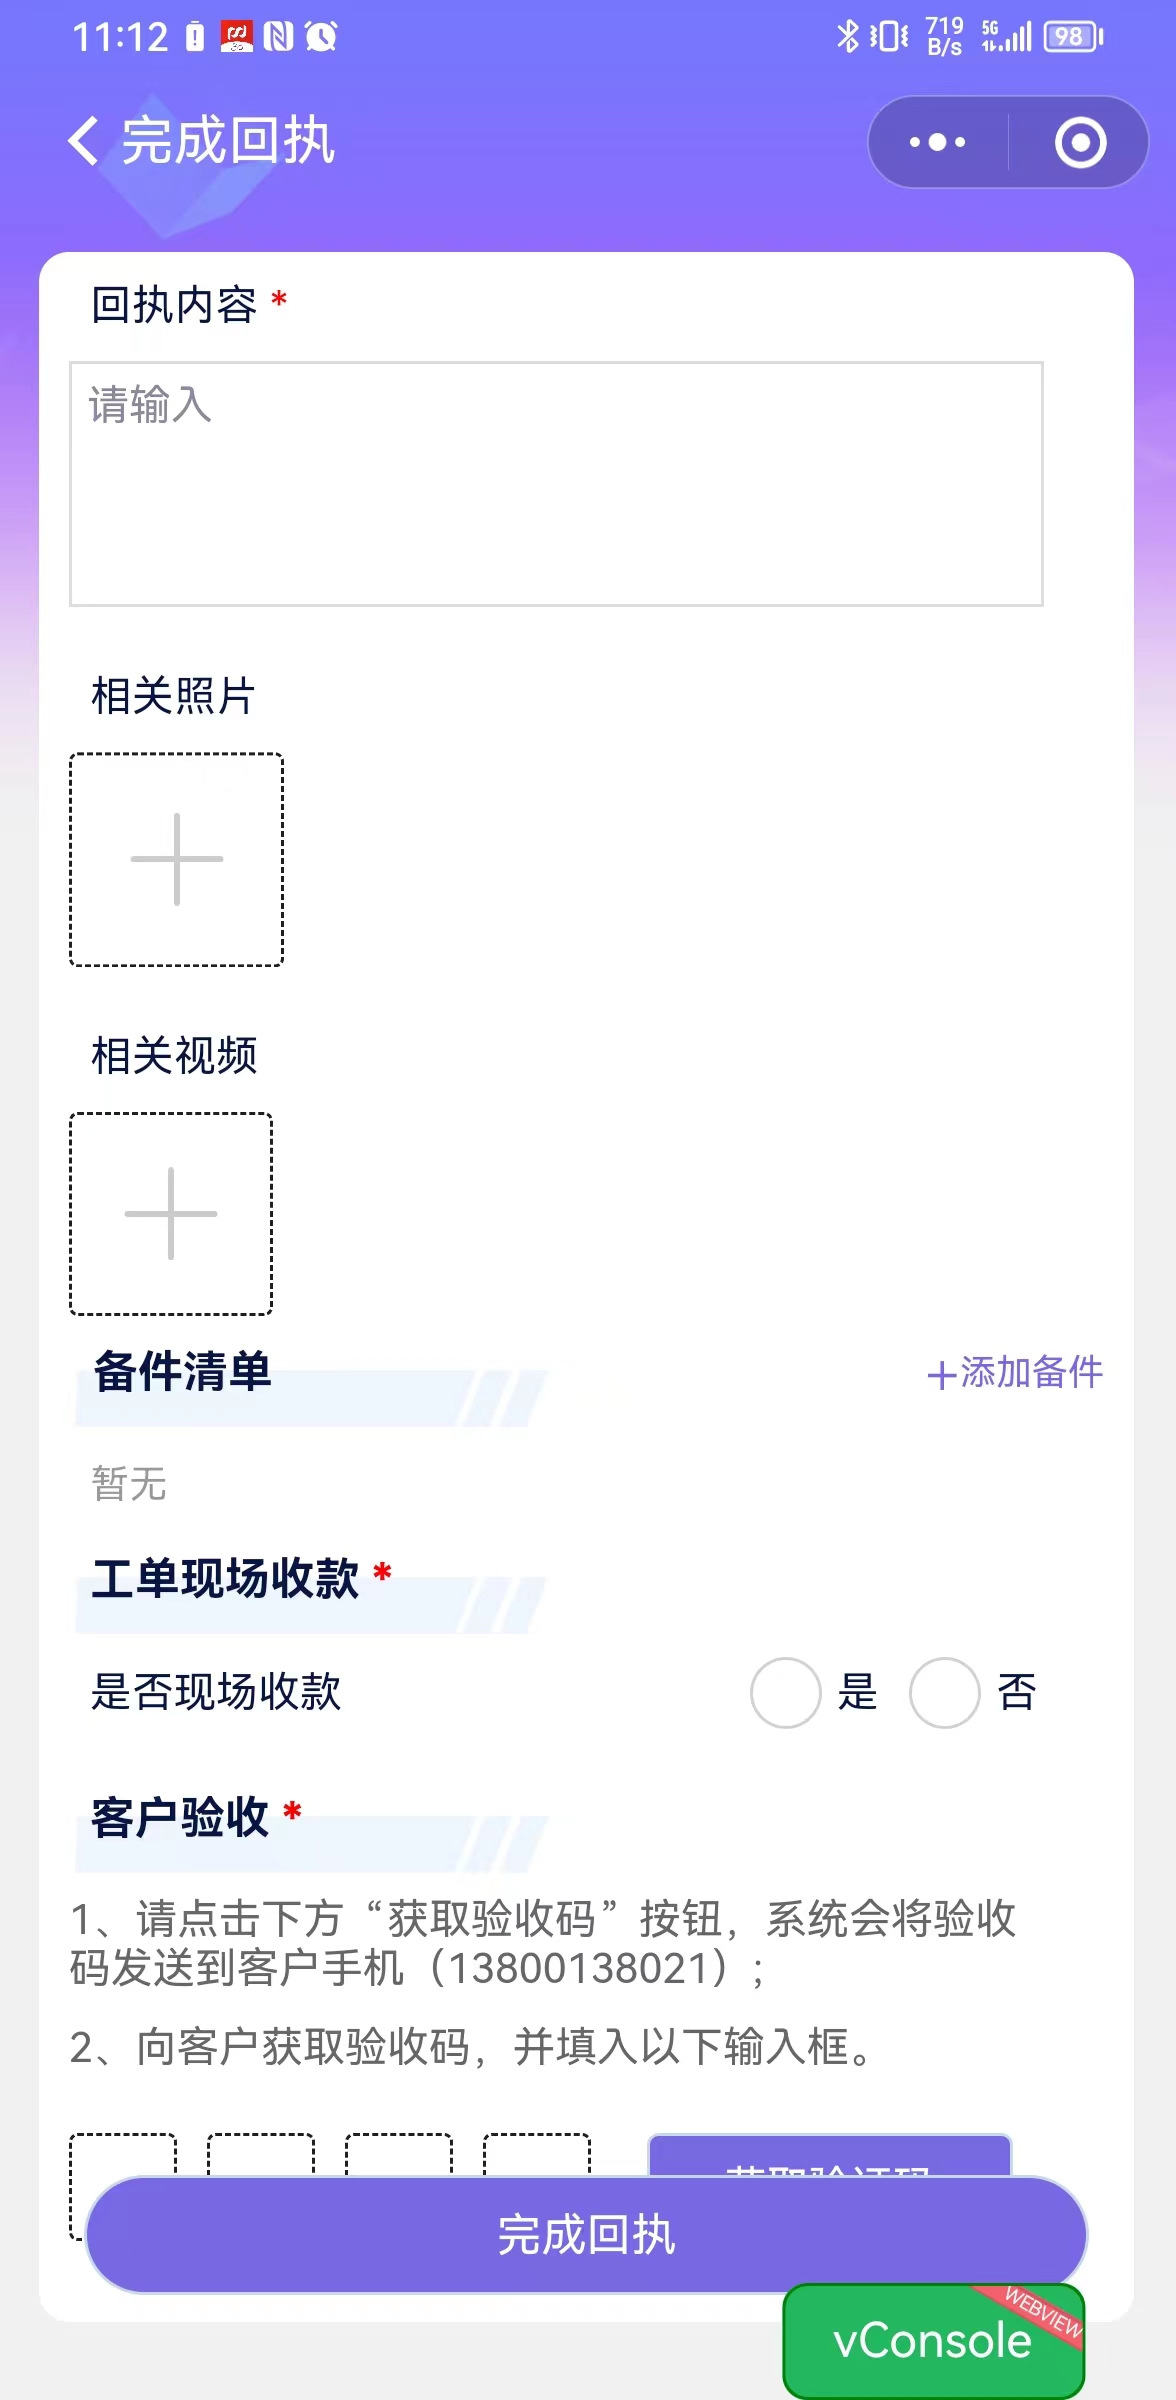 11:12
719
B/s
5G
98
完成回执
回执内容 *
请输入
相关照片
相关视频
备件清单
+添加备件
暂无
工单现场收款 *
是否现场收款
是
否
客户验收 *
1、请点击下方“获取验收码”按钮，系统会将验收
码发送到客户手机（13800138021）;
2、向客户获取验收码，并填入以下输入框。
获取验证码
完成回执
WEBVIEW
vConsole